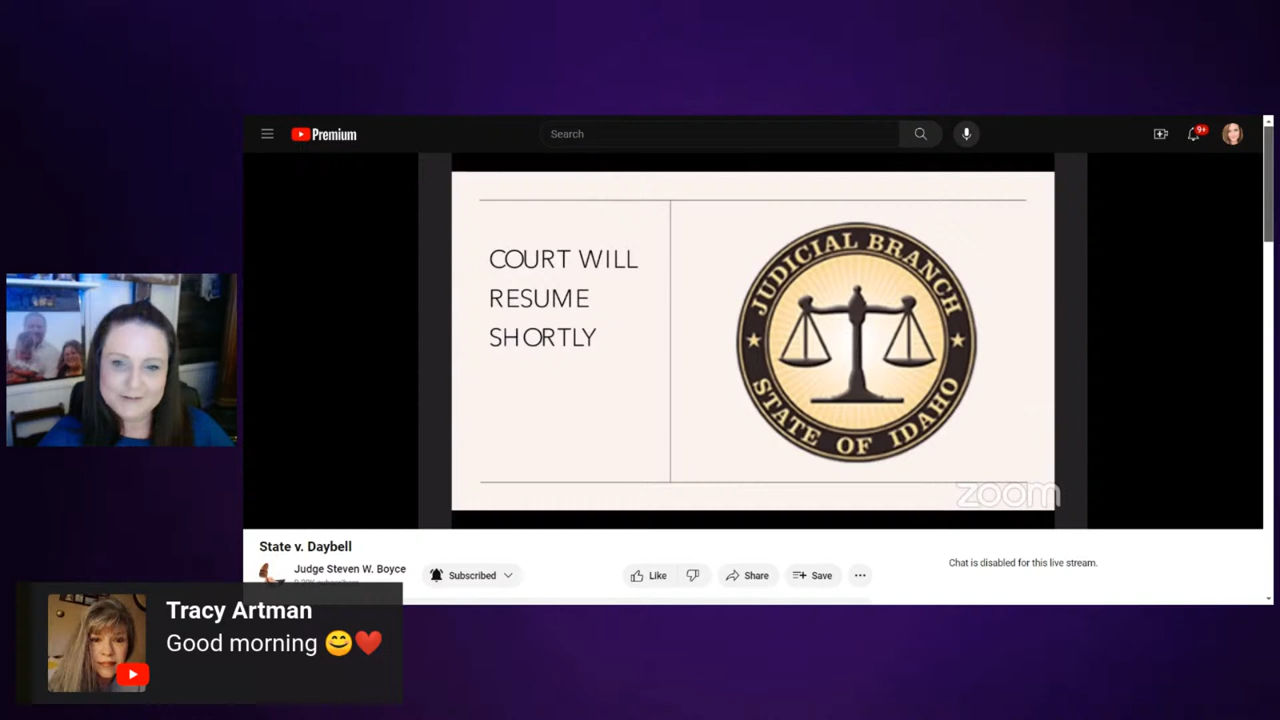 Premium
Search
9+
COURT WILL
RESUME
SHORTLY
JUDICIAL BRANCH
STATE OF IDAHO
zoom
State v. Daybell
Judge Steven W. Boyce
Subscribed
Like
Share
Save
Chat is disabled for this live stream.
Tracy Artman
Good morning 😊❤️